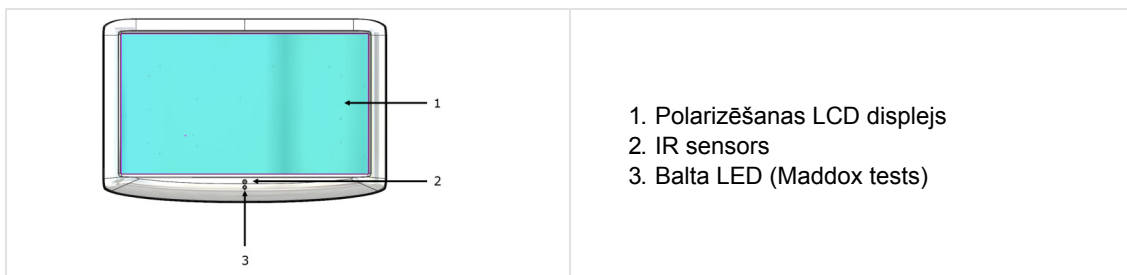 1
2
3
1. Polarizēšanas LCD displejs
2. IR sensors
3. Balta LED (Maddox tests)